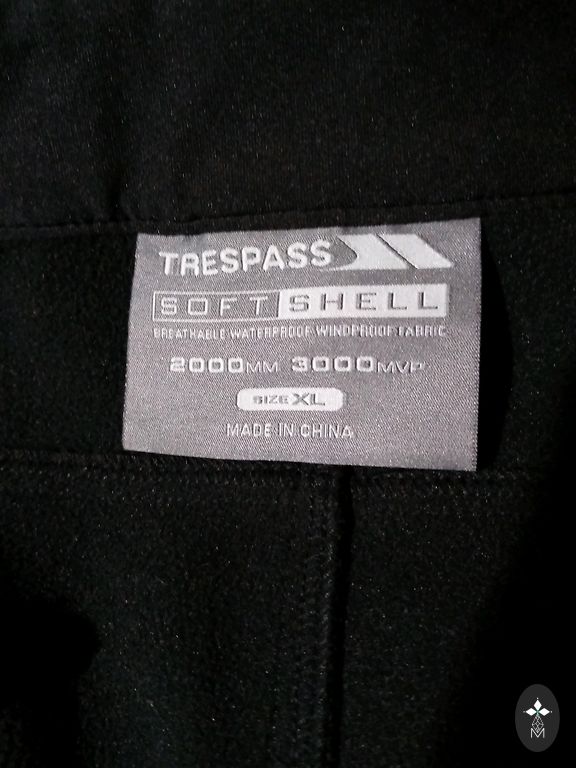 TRESPASS
SOFT SHELL
BREATHABLE WATERPROOF WINDPROOF FABRIC
2000MM 3000MVP
SIZE XL
MADE IN CHINA
M